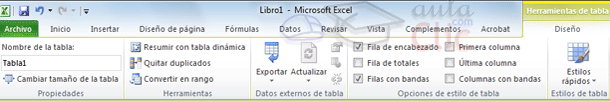 Libro1 - Microsoft Excel
Herramientas de tabla
aula
Clic
.com
Archivo Inicio Insertar Diseño de página Fórmulas Datos Revisar Vista Complementos Acrobat Diseño
Nombre de la tabla:
Tabla1
Cambiar tamaño de la tabla
Propiedades
Resumir con tabla dinámica
Quitar duplicados
Convertir en rango
Herramientas
Exportar
Actualizar
Datos externos de tabla
Fila de encabezado Primera columna
Fila de totales Última columna
Filas con bandas Columnas con bandas
Opciones de estilo de tabla
Estilos
rápidos
Estilos de tabla